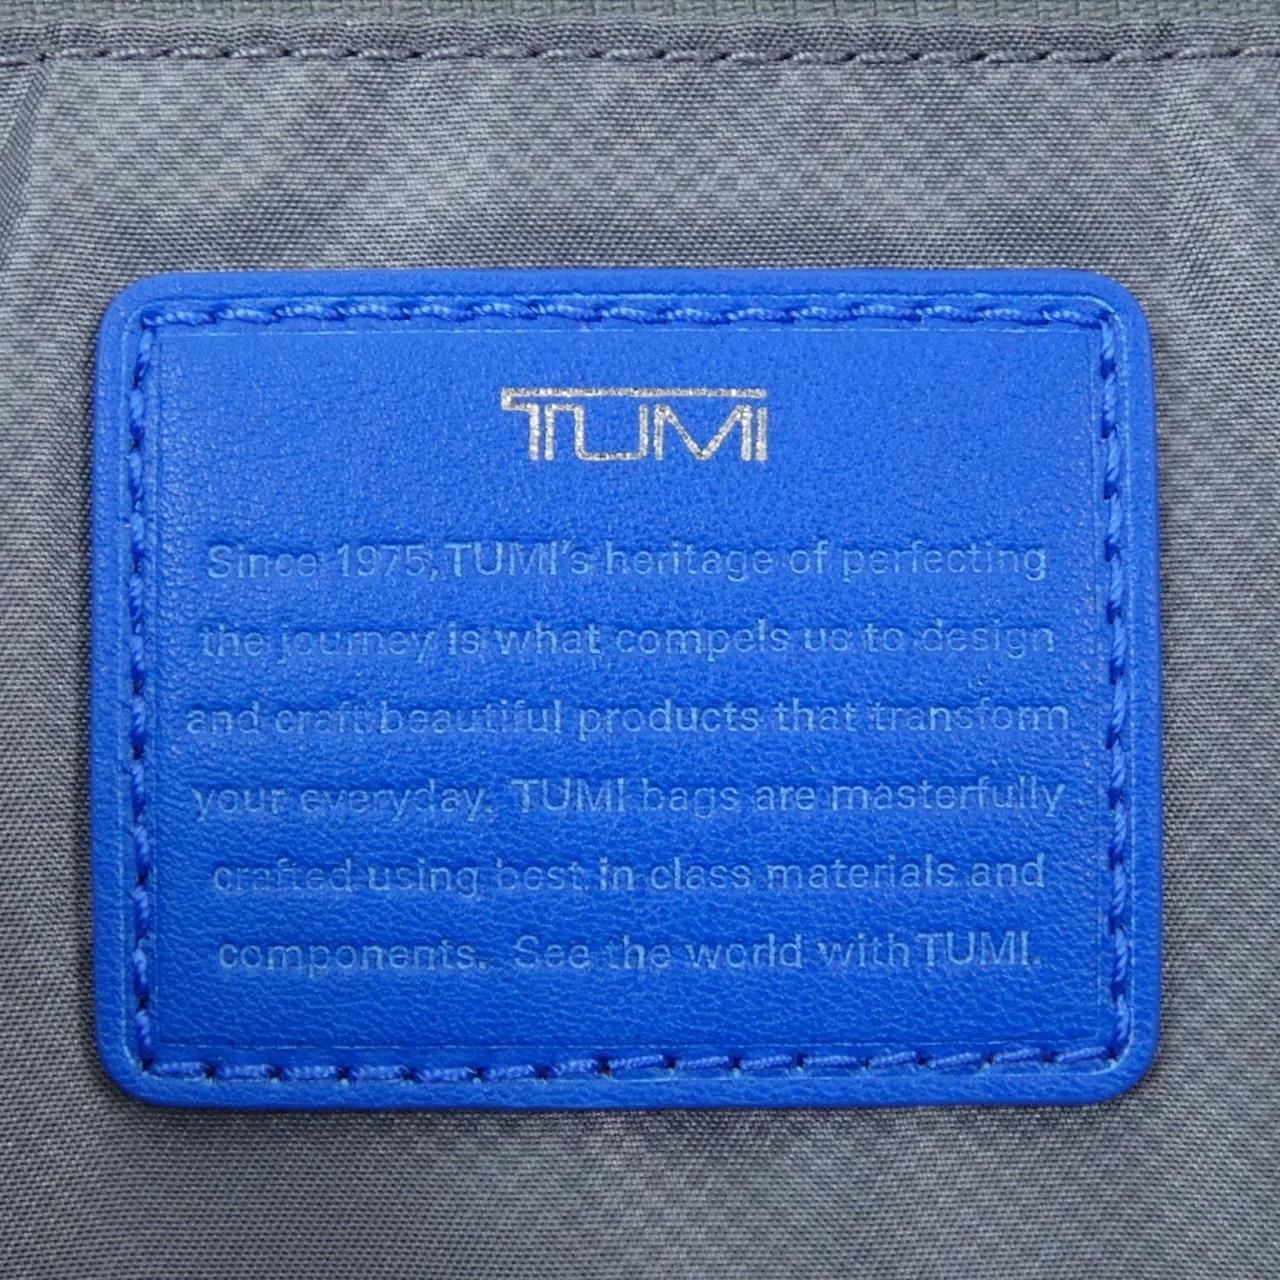 TUMI
Since 1975, TUMI's heritage of perfecting
the journey is what compels us to design
and craft beautiful products that transform
your everyday. TUMI bags are masterfully
crafted using best in class materials and
components. See the world with TUMI.